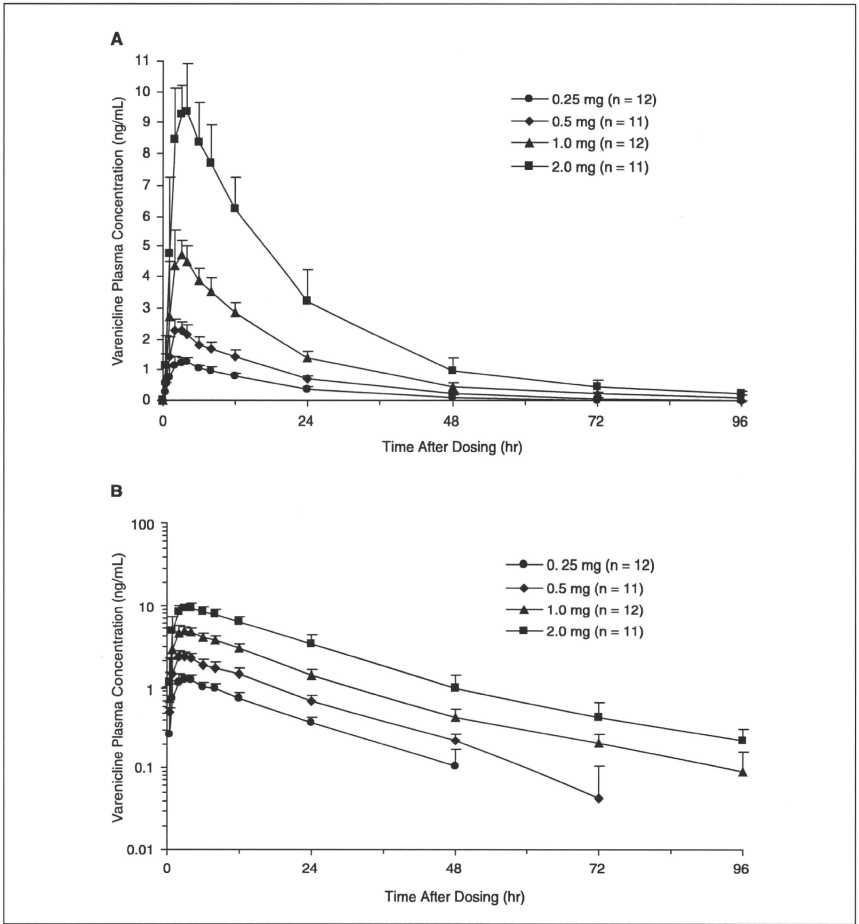 A
Varenicline Plasma Concentration (ng/mL)
11
10
9
8
7
6
5
4
3
2
1
0
0.25 mg (n = 12)
0.5 mg (n = 11)
1.0 mg (n = 12)
2.0 mg (n = 11)
0 24 48 72 96
Time After Dosing (hr)
B
Varenicline Plasma Concentration (ng/mL)
100
10
1
0.1
0.01
0. 25 mg (n = 12)
0.5 mg (n = 11)
1.0 mg (n = 12)
2.0 mg (n = 11)
0 24 48 72 96
Time After Dosing (hr)